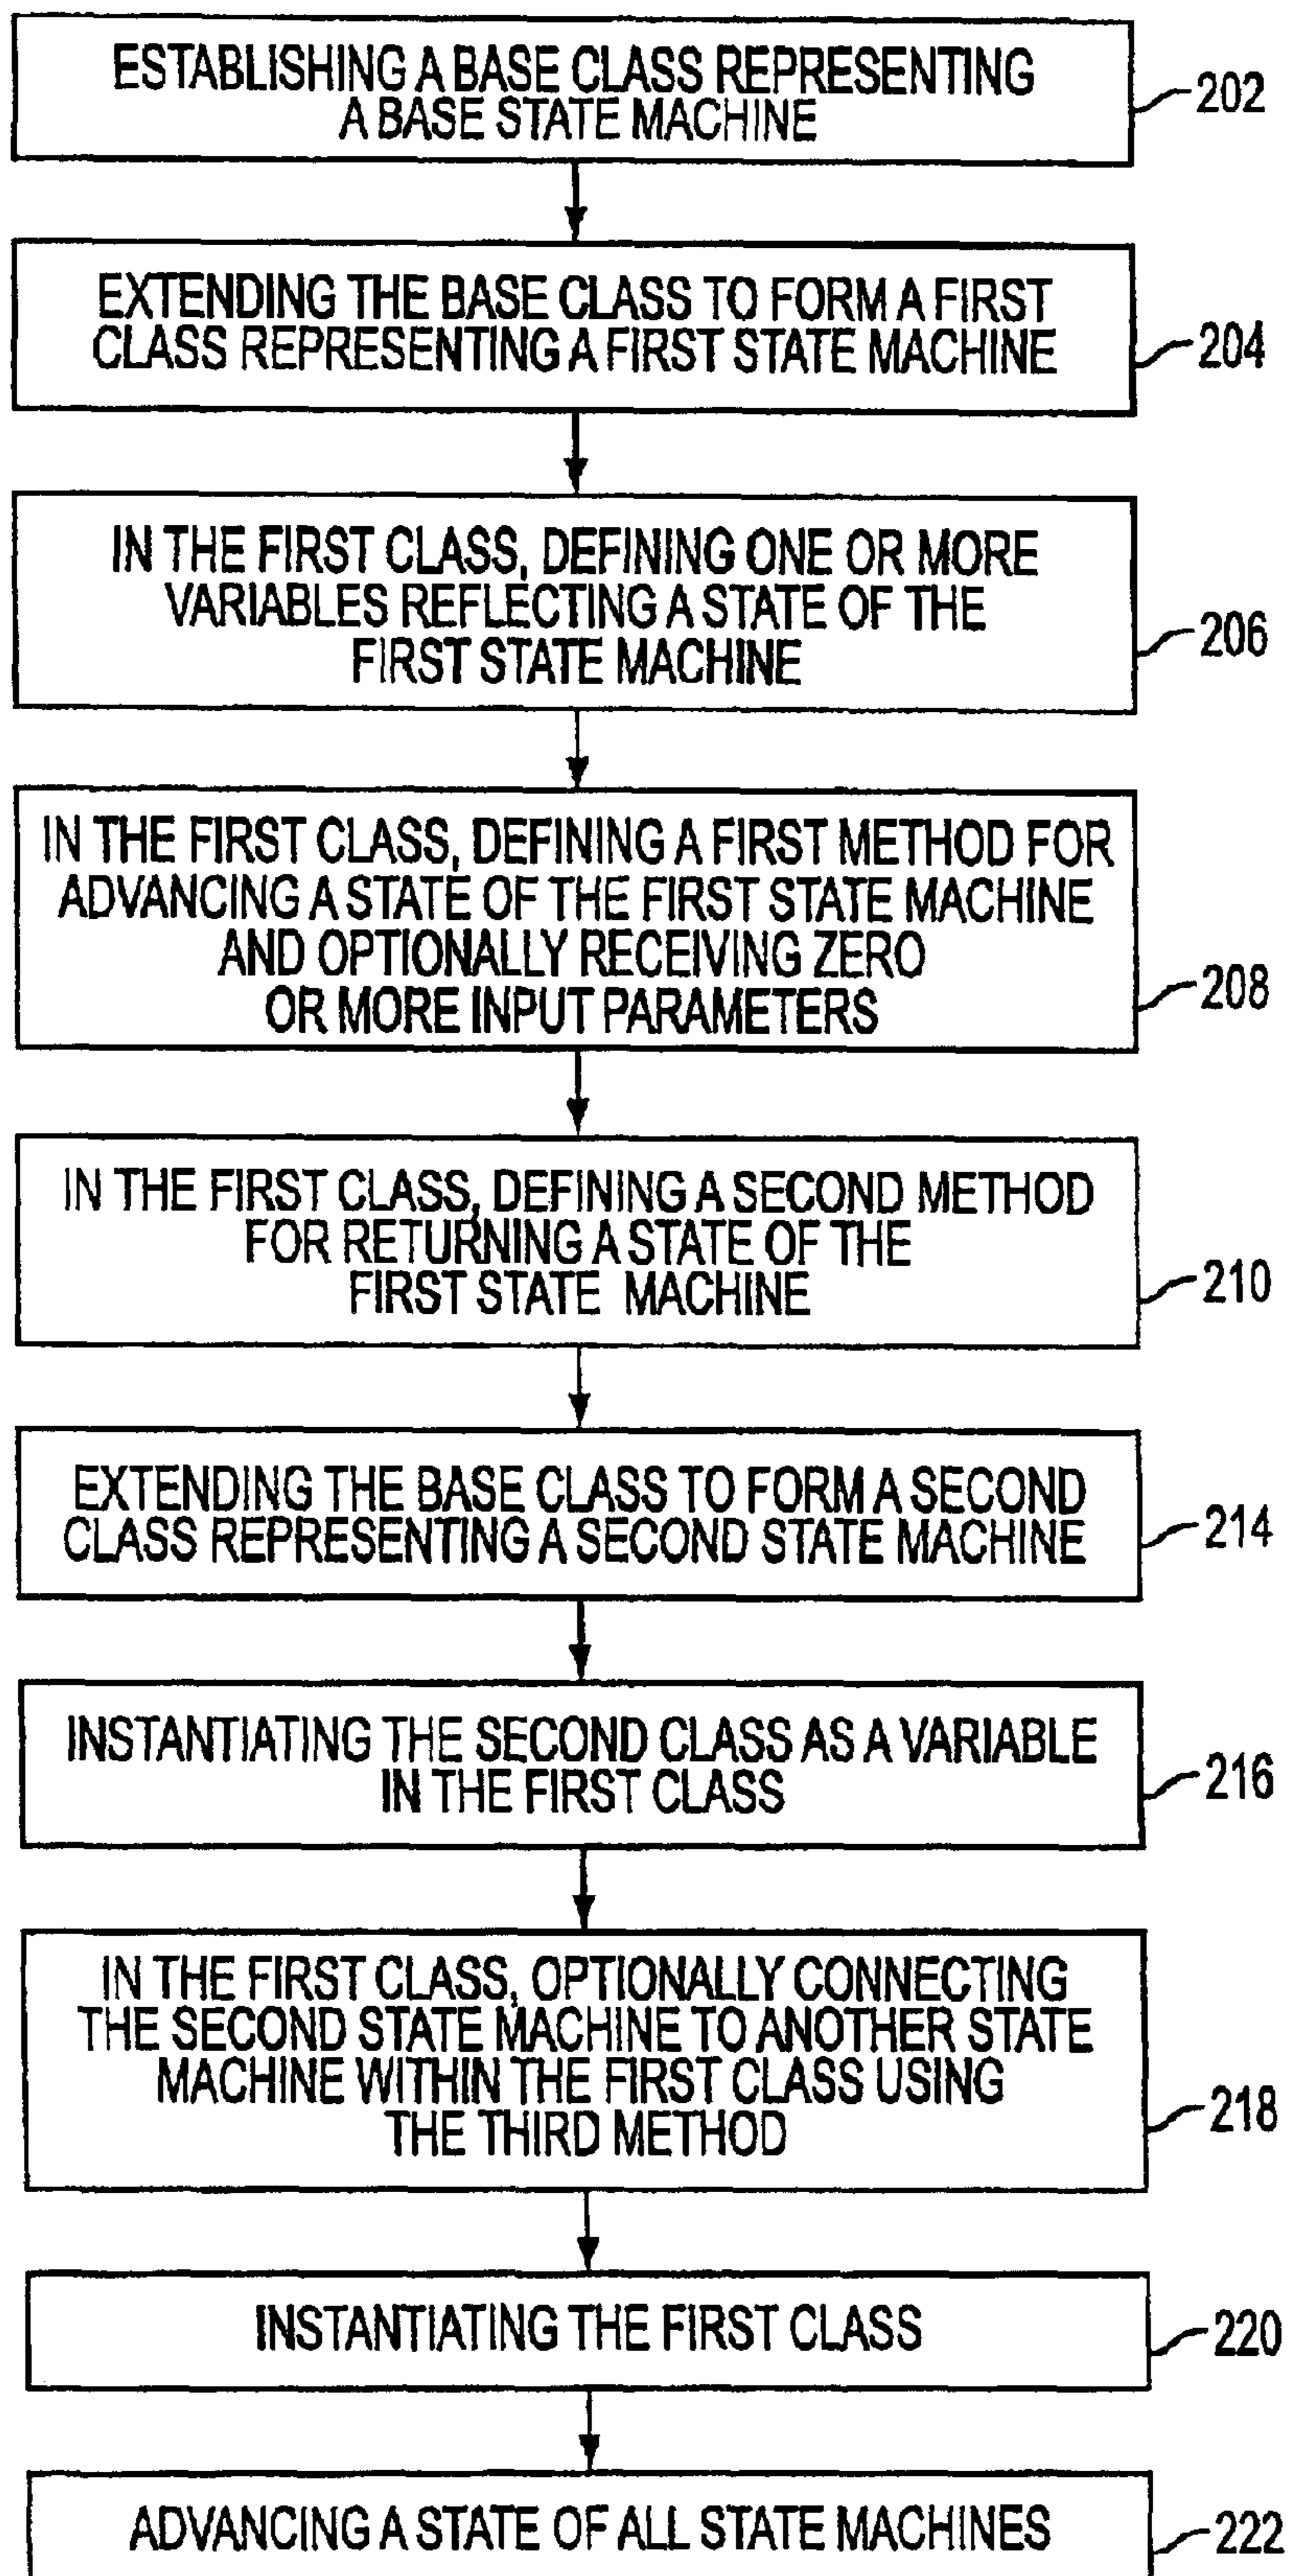 ESTABLISHING A BASE CLASS REPRESENTING
A BASE STATE MACHINE
202
EXTENDING THE BASE CLASS TO FORM A FIRST
CLASS REPRESENTING A FIRST STATE MACHINE
204
IN THE FIRST CLASS, DEFINING ONE OR MORE
VARIABLES REFLECTING A STATE OF THE
FIRST STATE MACHINE
206
IN THE FIRST CLASS, DEFINING A FIRST METHOD FOR
ADVANCING A STATE OF THE FIRST STATE MACHINE
AND OPTIONALLY RECEIVING ZERO
OR MORE INPUT PARAMETERS
208
IN THE FIRST CLASS, DEFINING A SECOND METHOD
FOR RETURNING A STATE OF THE
FIRST STATE MACHINE
210
EXTENDING THE BASE CLASS TO FORM A SECOND
CLASS REPRESENTING A SECOND STATE MACHINE
214
INSTANTIATING THE SECOND CLASS AS A VARIABLE
IN THE FIRST CLASS
216
IN THE FIRST CLASS, OPTIONALLY CONNECTING
THE SECOND STATE MACHINE TO ANOTHER STATE
MACHINE WITHIN THE FIRST CLASS USING
THE THIRD METHOD
218
INSTANTIATING THE FIRST CLASS
220
ADVANCING A STATE OF ALL STATE MACHINES
222